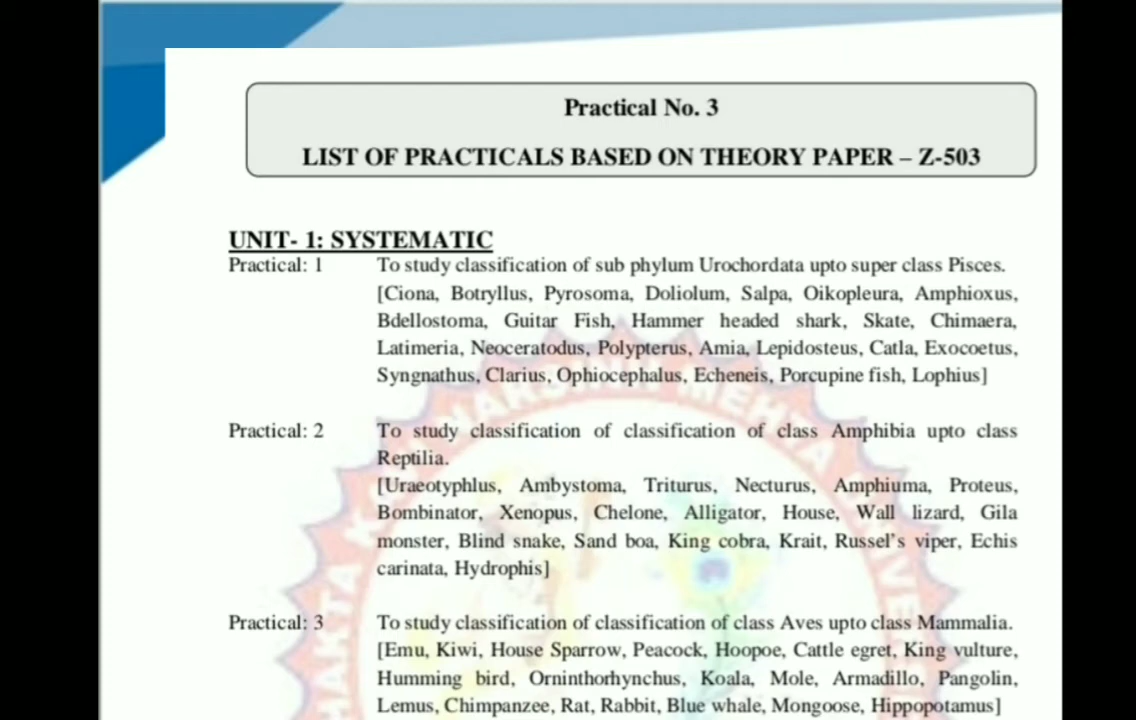 Practical No. 3
LIST OF PRACTICALS BASED ON THEORY PAPER – Z-503
UNIT- 1: SYSTEMATIC
Practical: 1 To study classification of sub phylum Urochordata upto super class Pisces.
[Ciona, Botryllus, Pyrosoma, Doliolum, Salpa, Oikopleura, Amphioxus,
Bdellostoma, Guitar Fish, Hammer headed shark, Skate, Chimaera,
Latimeria, Neoceratodus, Polypterus, Amia, Lepidosteus, Catla, Exocoetus,
Syngnathus, Clarius, Ophiocephalus, Echeneis, Porcupine fish, Lophius]
Practical: 2 To study classification of classification of class Amphibia upto class
Reptilia.
[Uraeotyphlus, Ambystoma, Triturus, Necturus, Amphiuma, Proteus,
Bombinator, Xenopus, Chelone, Alligator, House, Wall lizard, Gila
monster, Blind snake, Sand boa, King cobra, Krait, Russel's viper, Echis
carinata, Hydrophis]
Practical: 3 To study classification of classification of class Aves upto class Mammalia.
[Emu, Kiwi, House Sparrow, Peacock, Hoopoe, Cattle egret, King vulture,
Humming bird, Orninthorhynchus, Koala, Mole, Armadillo, Pangolin,
Lemus, Chimpanzee, Rat, Rabbit, Blue whale, Mongoose, Hippopotamus]